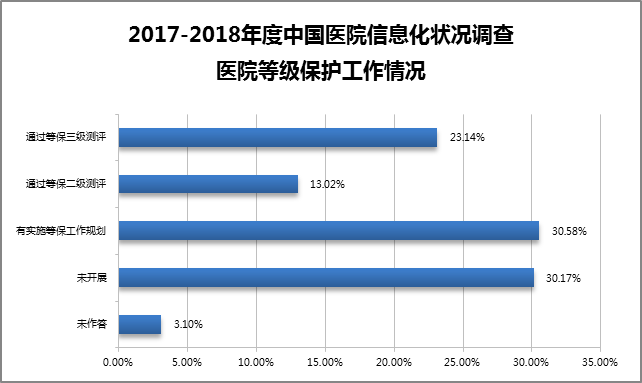 2017-2018年度中国医院信息化状况调查
医院等级保护工作情况
通过等保三级测评
23.14%
通过等保二级测评
13.02%
有实施等保工作规划
30.58%
未开展
30.17%
未作答
3.10%
0.00%
5.00%
10.00%
15.00%
20.00%
25.00%
30.00%
35.00%